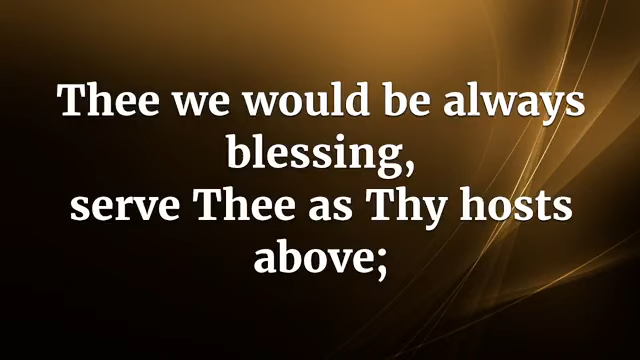 Thee we would be always
blessing,
serve Thee as Thy hosts
above;